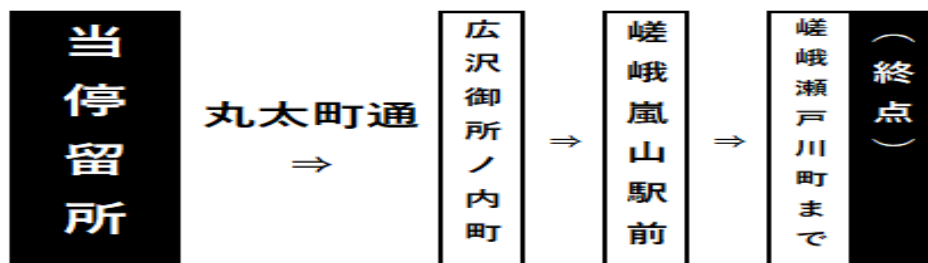 当停留所
丸太町通
⇒
広沢御所ノ内町
⇒
嵯峨嵐山駅前
⇒
嵯峨瀬戸川町まで
（終点）